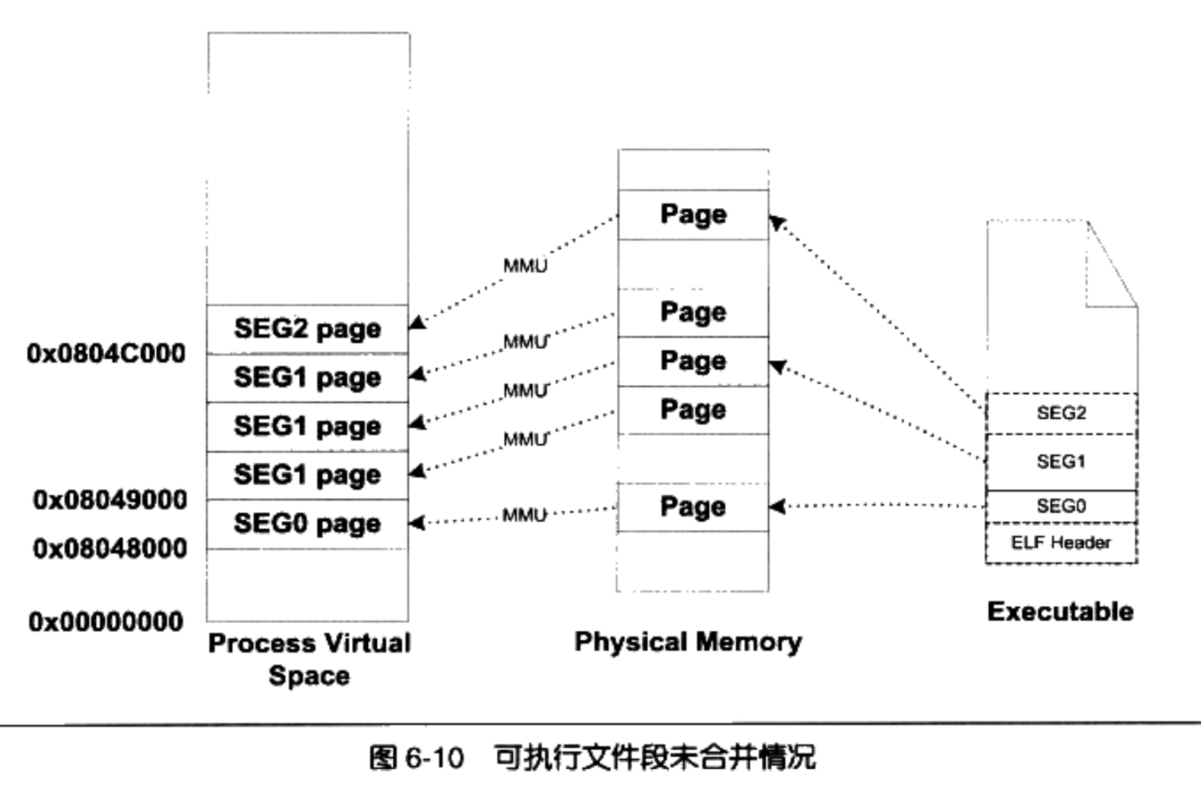 Page
MMU
SEG2 page
0x0804C000
Page
MMU
SEG1 page
Page
MMU
SEG1 page
Page
MMU
SEG1 page
0x08049000
Page
MMU
SEG0 page
0x08048000
0x00000000
SEG2
SEG1
SEG0
ELF Header
Process Virtual
Space
Physical Memory
Executable
图 6-10 可执行文件段未合并情况